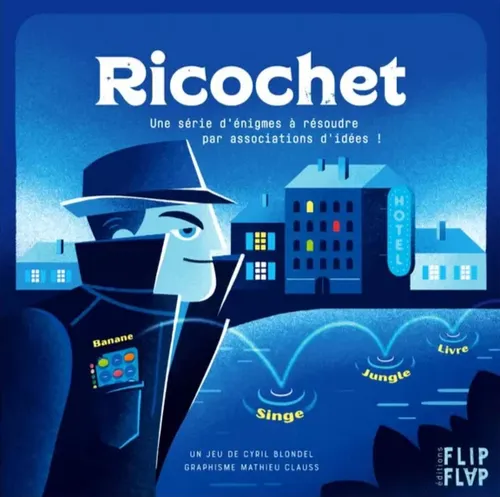 Ricochet
Une série d'énigmes à résoudre
par associations d'idées !
HOTEL
Banane
Livre
Jungle
Singe
UN JEU DE CYRIL BLONDEL
GRAPHISME MATHIEU CLAUSS
éditions
FLIP
FLAP